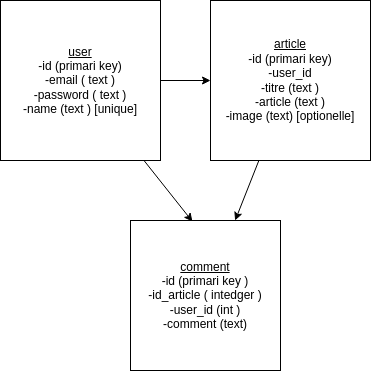 user
-id (primari key)
-email ( text )
-password ( text )
-name (text ) [unique]
article
-id (primari key)
-user_id
-titre (text )
-article (text )
-image (text) [optionelle]
comment
-id (primari key )
-id_article ( intedger )
-user_id (int )
-comment (text)